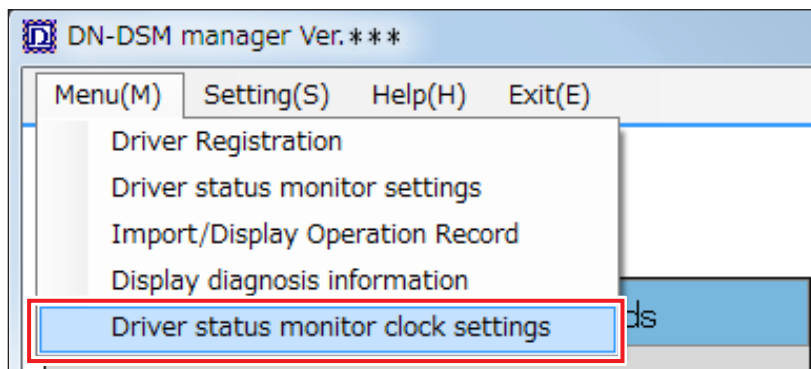 DN-DSM manager Ver.***
Menu(M) Setting(S) Help(H) Exit(E)
Driver Registration
Driver status monitor settings
Import/Display Operation Record
Display diagnosis information
Driver status monitor clock settings